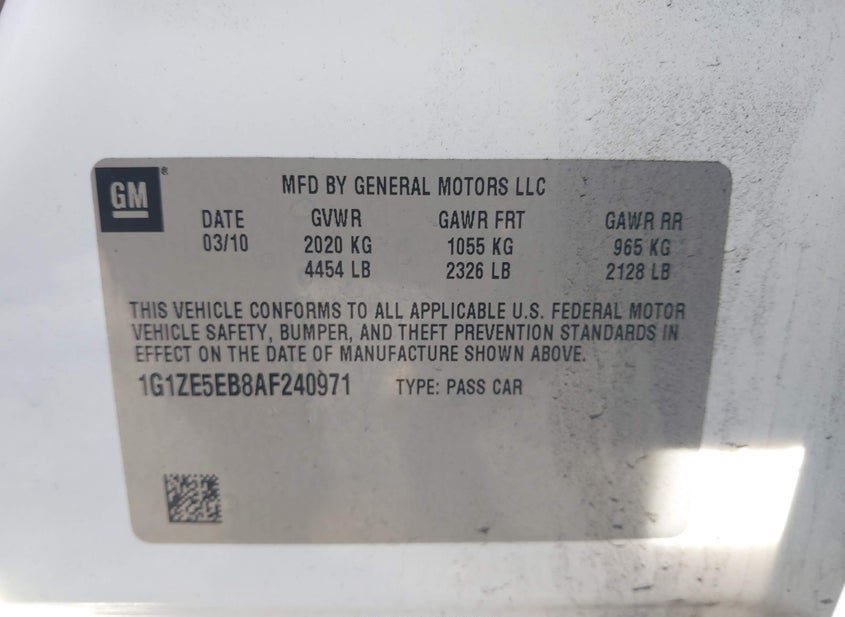 GM ®
MFD BY GENERAL MOTORS LLC
DATE GVWR GAWR FRT GAWR RR
03/10 2020 KG 1055 KG 965 KG
4454 LB 2326 LB 2128 LB
THIS VEHICLE CONFORMS TO ALL APPLICABLE U.S. FEDERAL MOTOR
VEHICLE SAFETY, BUMPER, AND THEFT PREVENTION STANDARDS IN
EFFECT ON THE DATE OF MANUFACTURE SHOWN ABOVE.
1G1ZE5EB8AF240971 TYPE: PASS CAR